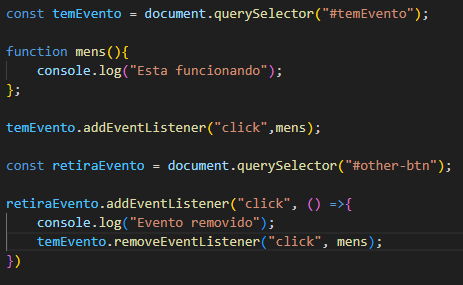 const temEvento = document.querySelector("#temEvento");
function mens(){
console.log("Esta funcionando");
};
temEvento.addEventListener("click",mens);
const retiraEvento = document.querySelector("#other-btn");
retiraEvento.addEventListener("click", () =>{
console.log("Evento removido");
temEvento.removeEventListener("click", mens);
})